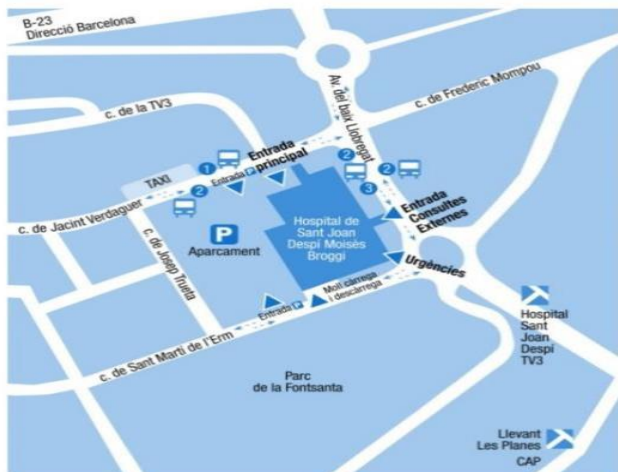 B-23
Direcció Barcelona
c. de la TV3
Av. del baix Llobregat
c. de Frederic Mompou
TAXI
1
Entrada P
Entrada
principal
2
2
2
3
c. de Jacint Verdaguer
c. de Josep Trueta
P
Aparcament
Hospital de
Sant Joan
Despí Moisès
Broggi
Entrada
Consultes
Externes
Urgències
Entrada P
Moll càrrega
i descàrrega
c. de Sant Martí de l'Erm
Parc
de la Fontsanta
Hospital
Sant
Joan
Despí
TV3
Llevant
Les Planes
CAP